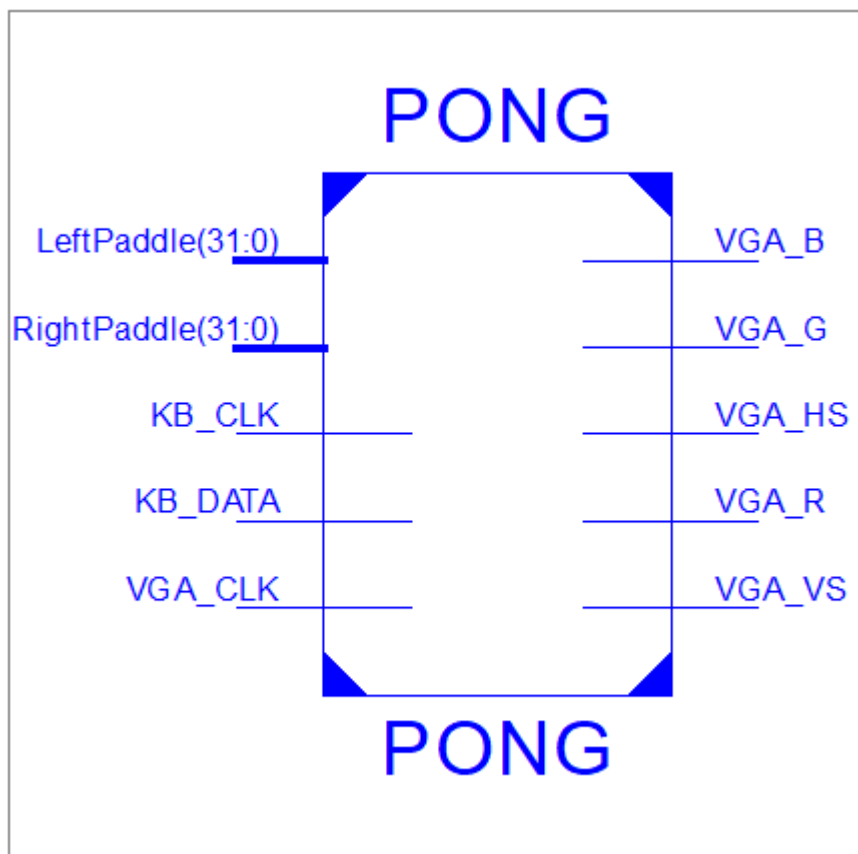 PONG
LeftPaddle(31:0)
VGA_B
RightPaddle(31:0)
VGA_G
KB_CLK
VGA_HS
KB_DATA
VGA_R
VGA_CLK
VGA_VS
PONG